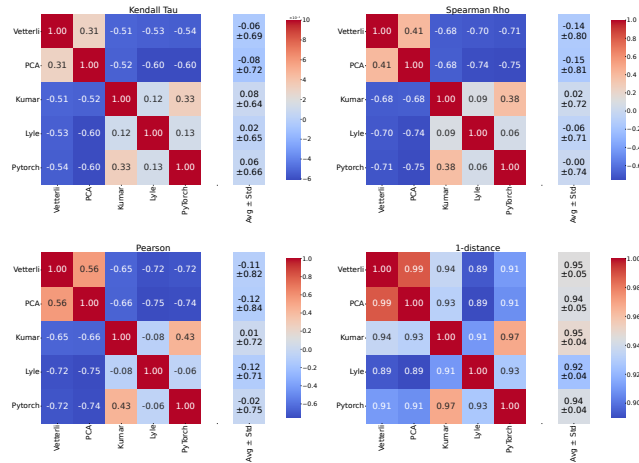 Kendall Tau
Vetterli 1.00 0.31 -0.51 -0.53 -0.54 -0.06 ±0.69
PCA 0.31 1.00 -0.52 -0.60 -0.60 -0.08 ±0.72
Kumar -0.51 -0.52 1.00 0.12 0.33 0.08 ±0.64
Lyle -0.53 -0.60 0.12 1.00 0.13 0.02 ±0.65
Pytorch -0.54 -0.60 0.33 0.13 1.00 0.06 ±0.66
Vetterli PCA Kumar Lyle PyTorch Avg ± Std
10
8
6
4
2
0
−2
−4
−6
Spearman Rho
Vetterli 1.00 0.41 -0.68 -0.70 -0.71 -0.14 ±0.80
PCA 0.41 1.00 -0.68 -0.74 -0.75 -0.15 ±0.81
Kumar -0.68 -0.68 1.00 0.09 0.38 0.02 ±0.72
Lyle -0.70 -0.74 0.09 1.00 0.06 -0.06 ±0.71
Pytorch -0.71 -0.75 0.38 0.06 1.00 -0.00 ±0.74
Vetterli PCA Kumar Lyle PyTorch Avg ± Std
1.0
0.8
0.6
0.4
0.2
0.0
−0.2
−0.4
−0.6
Pearson
Vetterli 1.00 0.56 -0.65 -0.72 -0.72 -0.11 ±0.82
PCA 0.56 1.00 -0.66 -0.75 -0.74 -0.12 ±0.84
Kumar -0.65 -0.66 1.00 -0.08 0.43 0.01 ±0.72
Lyle -0.72 -0.75 -0.08 1.00 -0.06 -0.12 ±0.71
Pytorch -0.72 -0.74 0.43 -0.06 1.00 -0.02 ±0.75
Vetterli PCA Kumar Lyle PyTorch Avg ± Std
1.0
0.8
0.6
0.4
0.2
0.0
−0.2
−0.4
−0.6
1-distance
Vetterli 1.00 0.99 0.94 0.89 0.91 0.95 ±0.05
PCA 0.99 1.00 0.93 0.89 0.91 0.94 ±0.05
Kumar 0.94 0.93 1.00 0.91 0.97 0.95 ±0.04
Lyle 0.89 0.89 0.91 1.00 0.93 0.92 ±0.04
Pytorch 0.91 0.91 0.97 0.93 1.00 0.94 ±0.04
Vetterli PCA Kumar Lyle PyTorch Avg ± Std
1.00
0.98
0.96
0.94
0.92
0.90